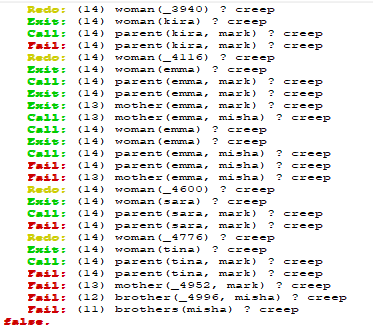 Redo: (14) woman(_3940) ? creep
Exit: (14) woman(kira) ? creep
Call: (14) parent(kira, mark) ? creep
Fail: (14) parent(kira, mark) ? creep
Redo: (14) woman(_4116) ? creep
Exit: (14) woman(emma) ? creep
Call: (14) parent(emma, mark) ? creep
Exit: (14) parent(emma, mark) ? creep
Exit: (13) mother(emma, mark) ? creep
Call: (13) mother(emma, misha) ? creep
Call: (14) woman(emma) ? creep
Exit: (14) woman(emma) ? creep
Call: (14) parent(emma, misha) ? creep
Fail: (14) parent(emma, misha) ? creep
Fail: (13) mother(emma, misha) ? creep
Redo: (14) woman(_4600) ? creep
Exit: (14) woman(sara) ? creep
Call: (14) parent(sara, mark) ? creep
Fail: (14) parent(sara, mark) ? creep
Redo: (14) woman(_4776) ? creep
Exit: (14) woman(tina) ? creep
Call: (14) parent(tina, mark) ? creep
Fail: (14) parent(tina, mark) ? creep
Fail: (13) mother(_4952, mark) ? creep
Fail: (12) brother(_4996, misha) ? creep
Fail: (11) brothers(misha) ? creep
false.